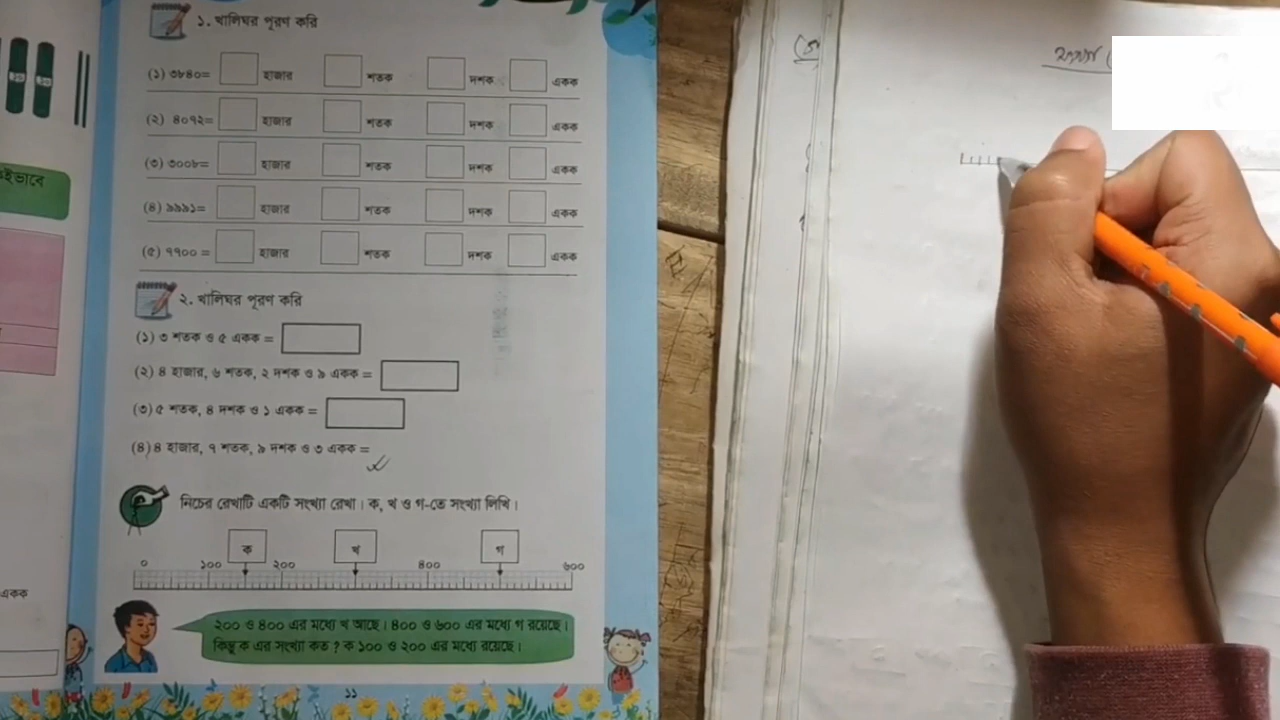 ১. খালিঘর পূরণ করি
(১) ৩৮৪০= হাজার শতক দশক একক
(২) ৪০৭২= হাজার শতক দশক একক
(৩) ৩০০৮= হাজার শতক দশক একক
(৪) ৯৯৯১= হাজার শতক দশক একক
(৫) ৭৭০০ = হাজার শতক দশক একক
২. খালিঘর পূরণ করি
(১) ৩ শতক ও ৫ একক =
(২) ৪ হাজার, ৬ শতক, ২ দশক ও ৯ একক =
(৩) ৫ শতক, ৪ দশক ও ১ একক =
(৪) ৪ হাজার, ৭ শতক, ৯ দশক ও ৩ একক =
নিচের রেখাটি একটি সংখ্যা রেখা। ক, খ ও গ-তে সংখ্যা লিখি।
ক খ গ
০ ১০০ ২০০ ৪০০ ৬০০
২০০ ও ৪০০ এর মধ্যে খ আছে। ৪০০ ও ৬০০ এর মধ্যে গ রয়েছে।
কিন্তু ক এর সংখ্যা কত? ক ১০০ ও ২০০ এর মধ্যে রয়েছে।
১১
একক